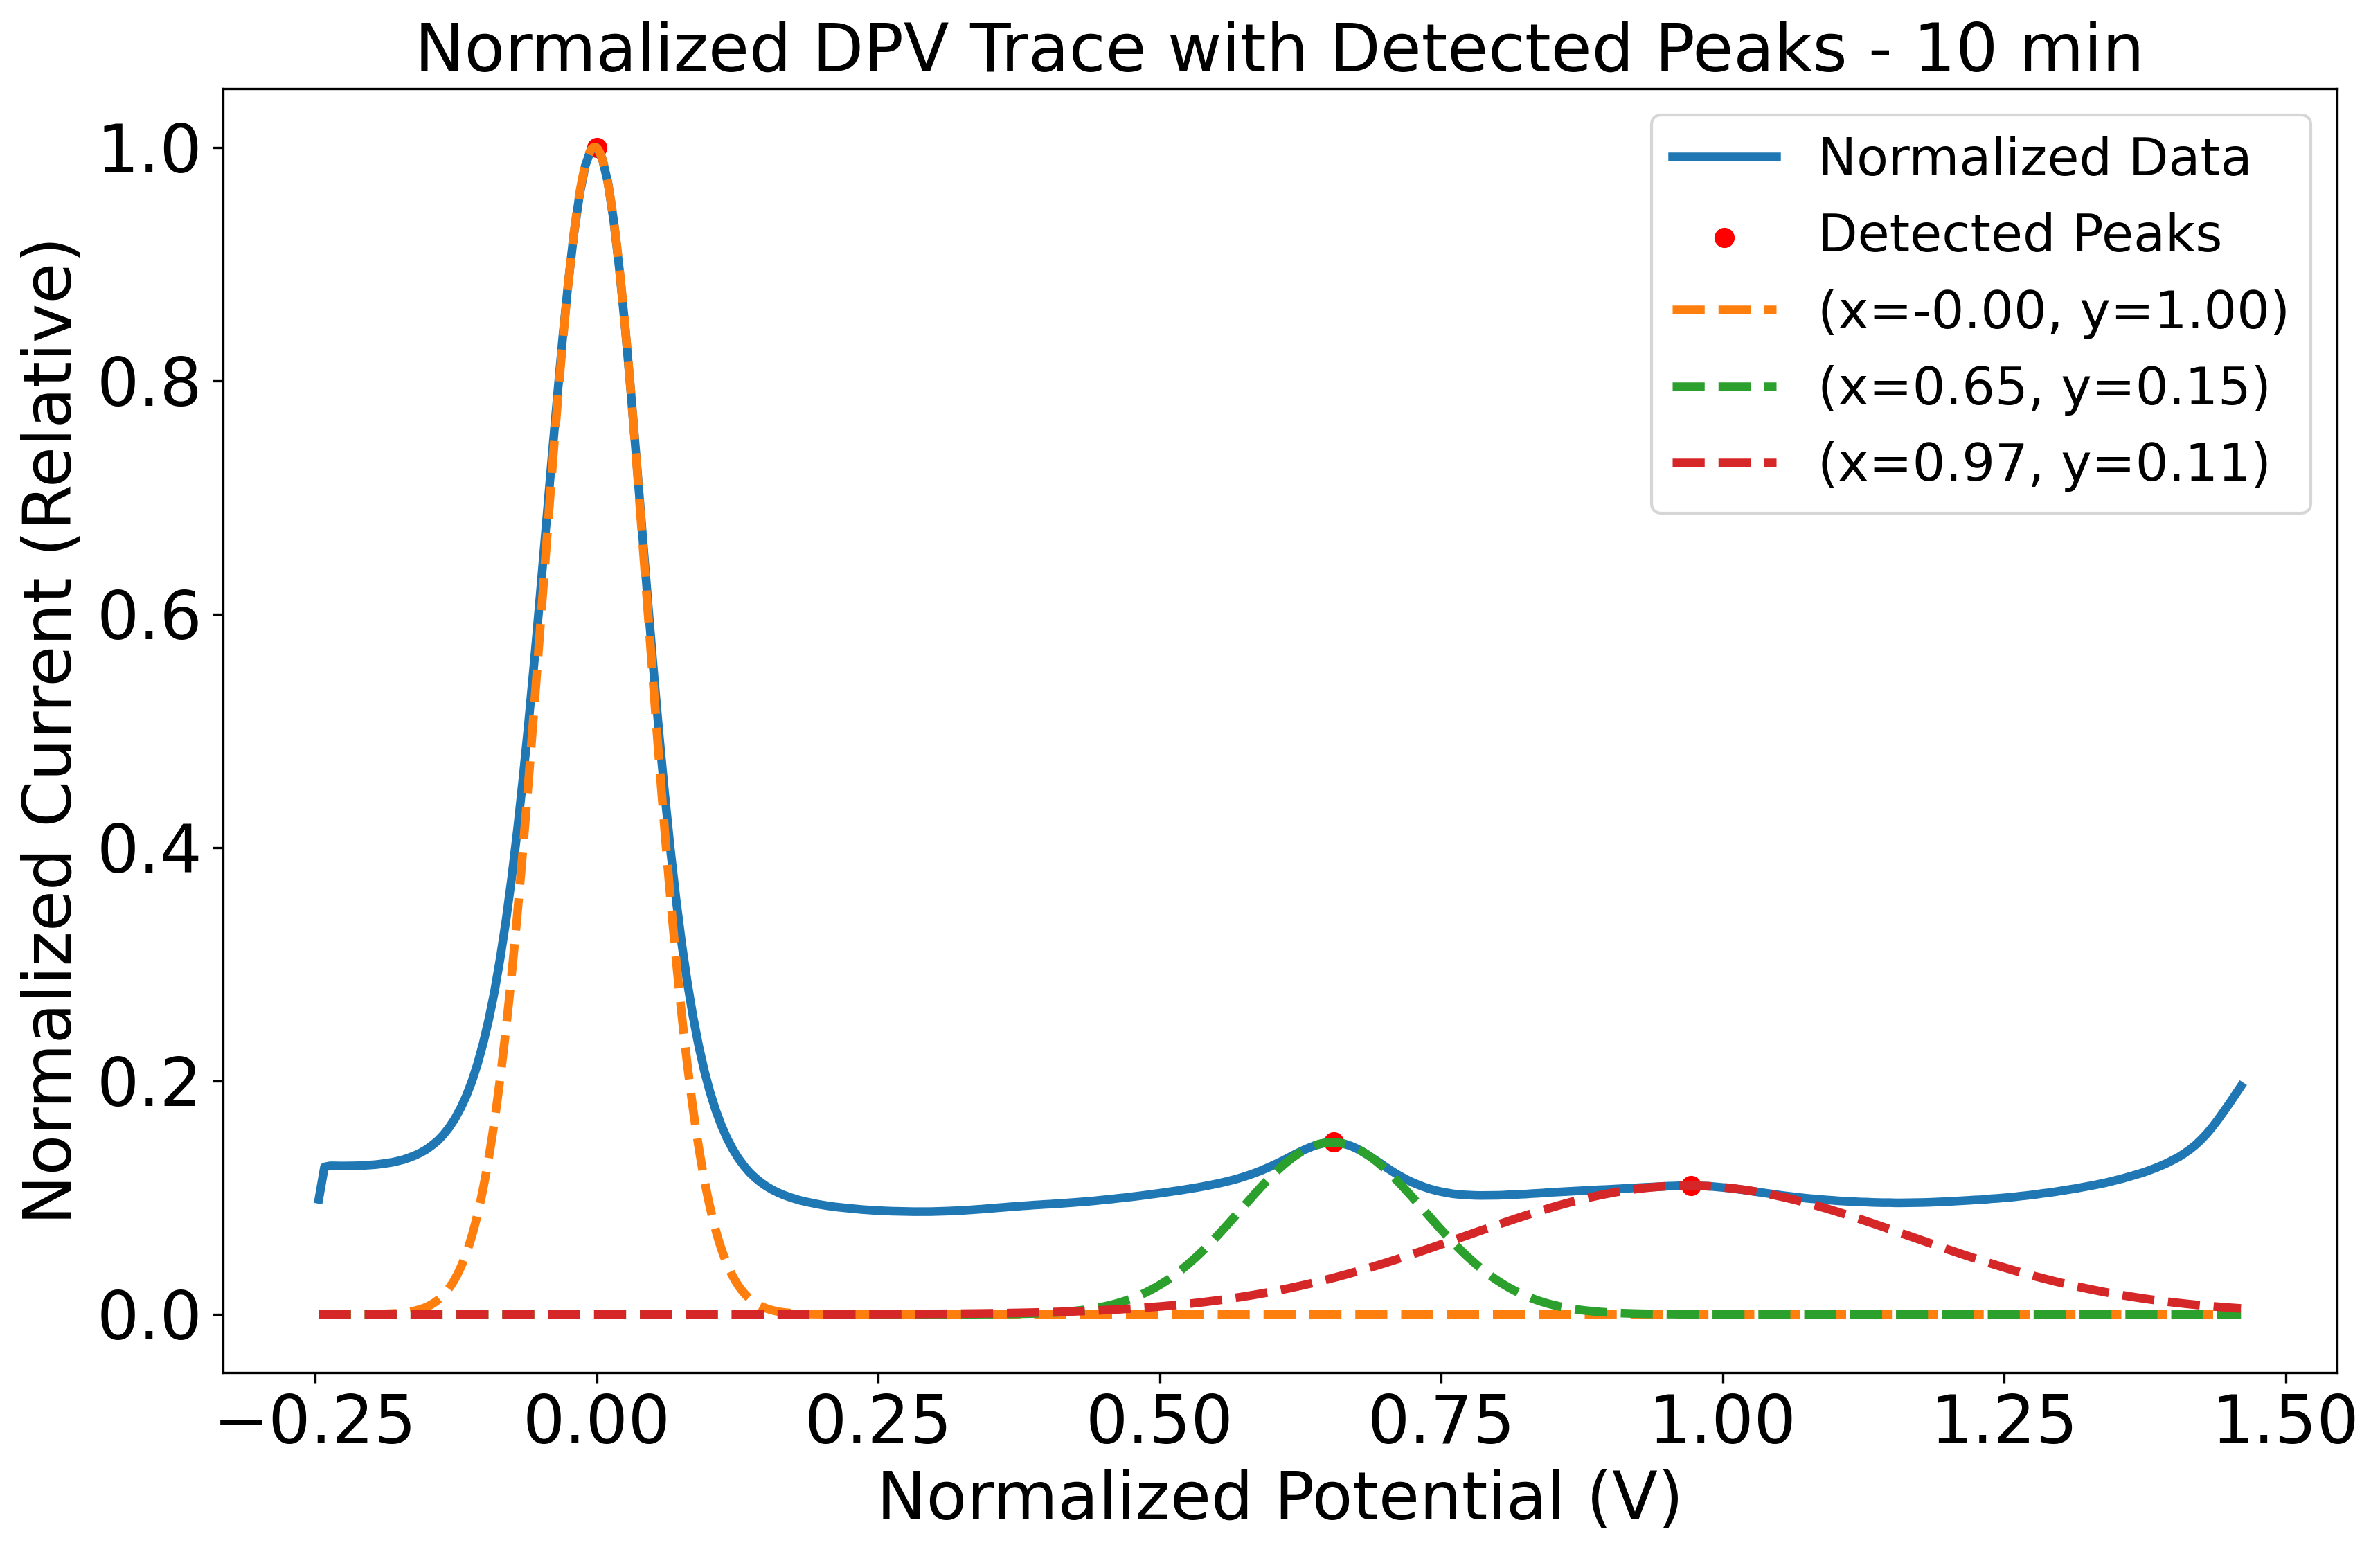 Normalized DPV Trace with Detected Peaks - 10 min
Normalized Data
Detected Peaks
(x=-0.00, y=1.00)
(x=0.65, y=0.15)
(x=0.97, y=0.11)
Normalized Current (Relative)
1.0
0.8
0.6
0.4
0.2
0.0
−0.25 0.00 0.25 0.50 0.75 1.00 1.25 1.50
Normalized Potential (V)